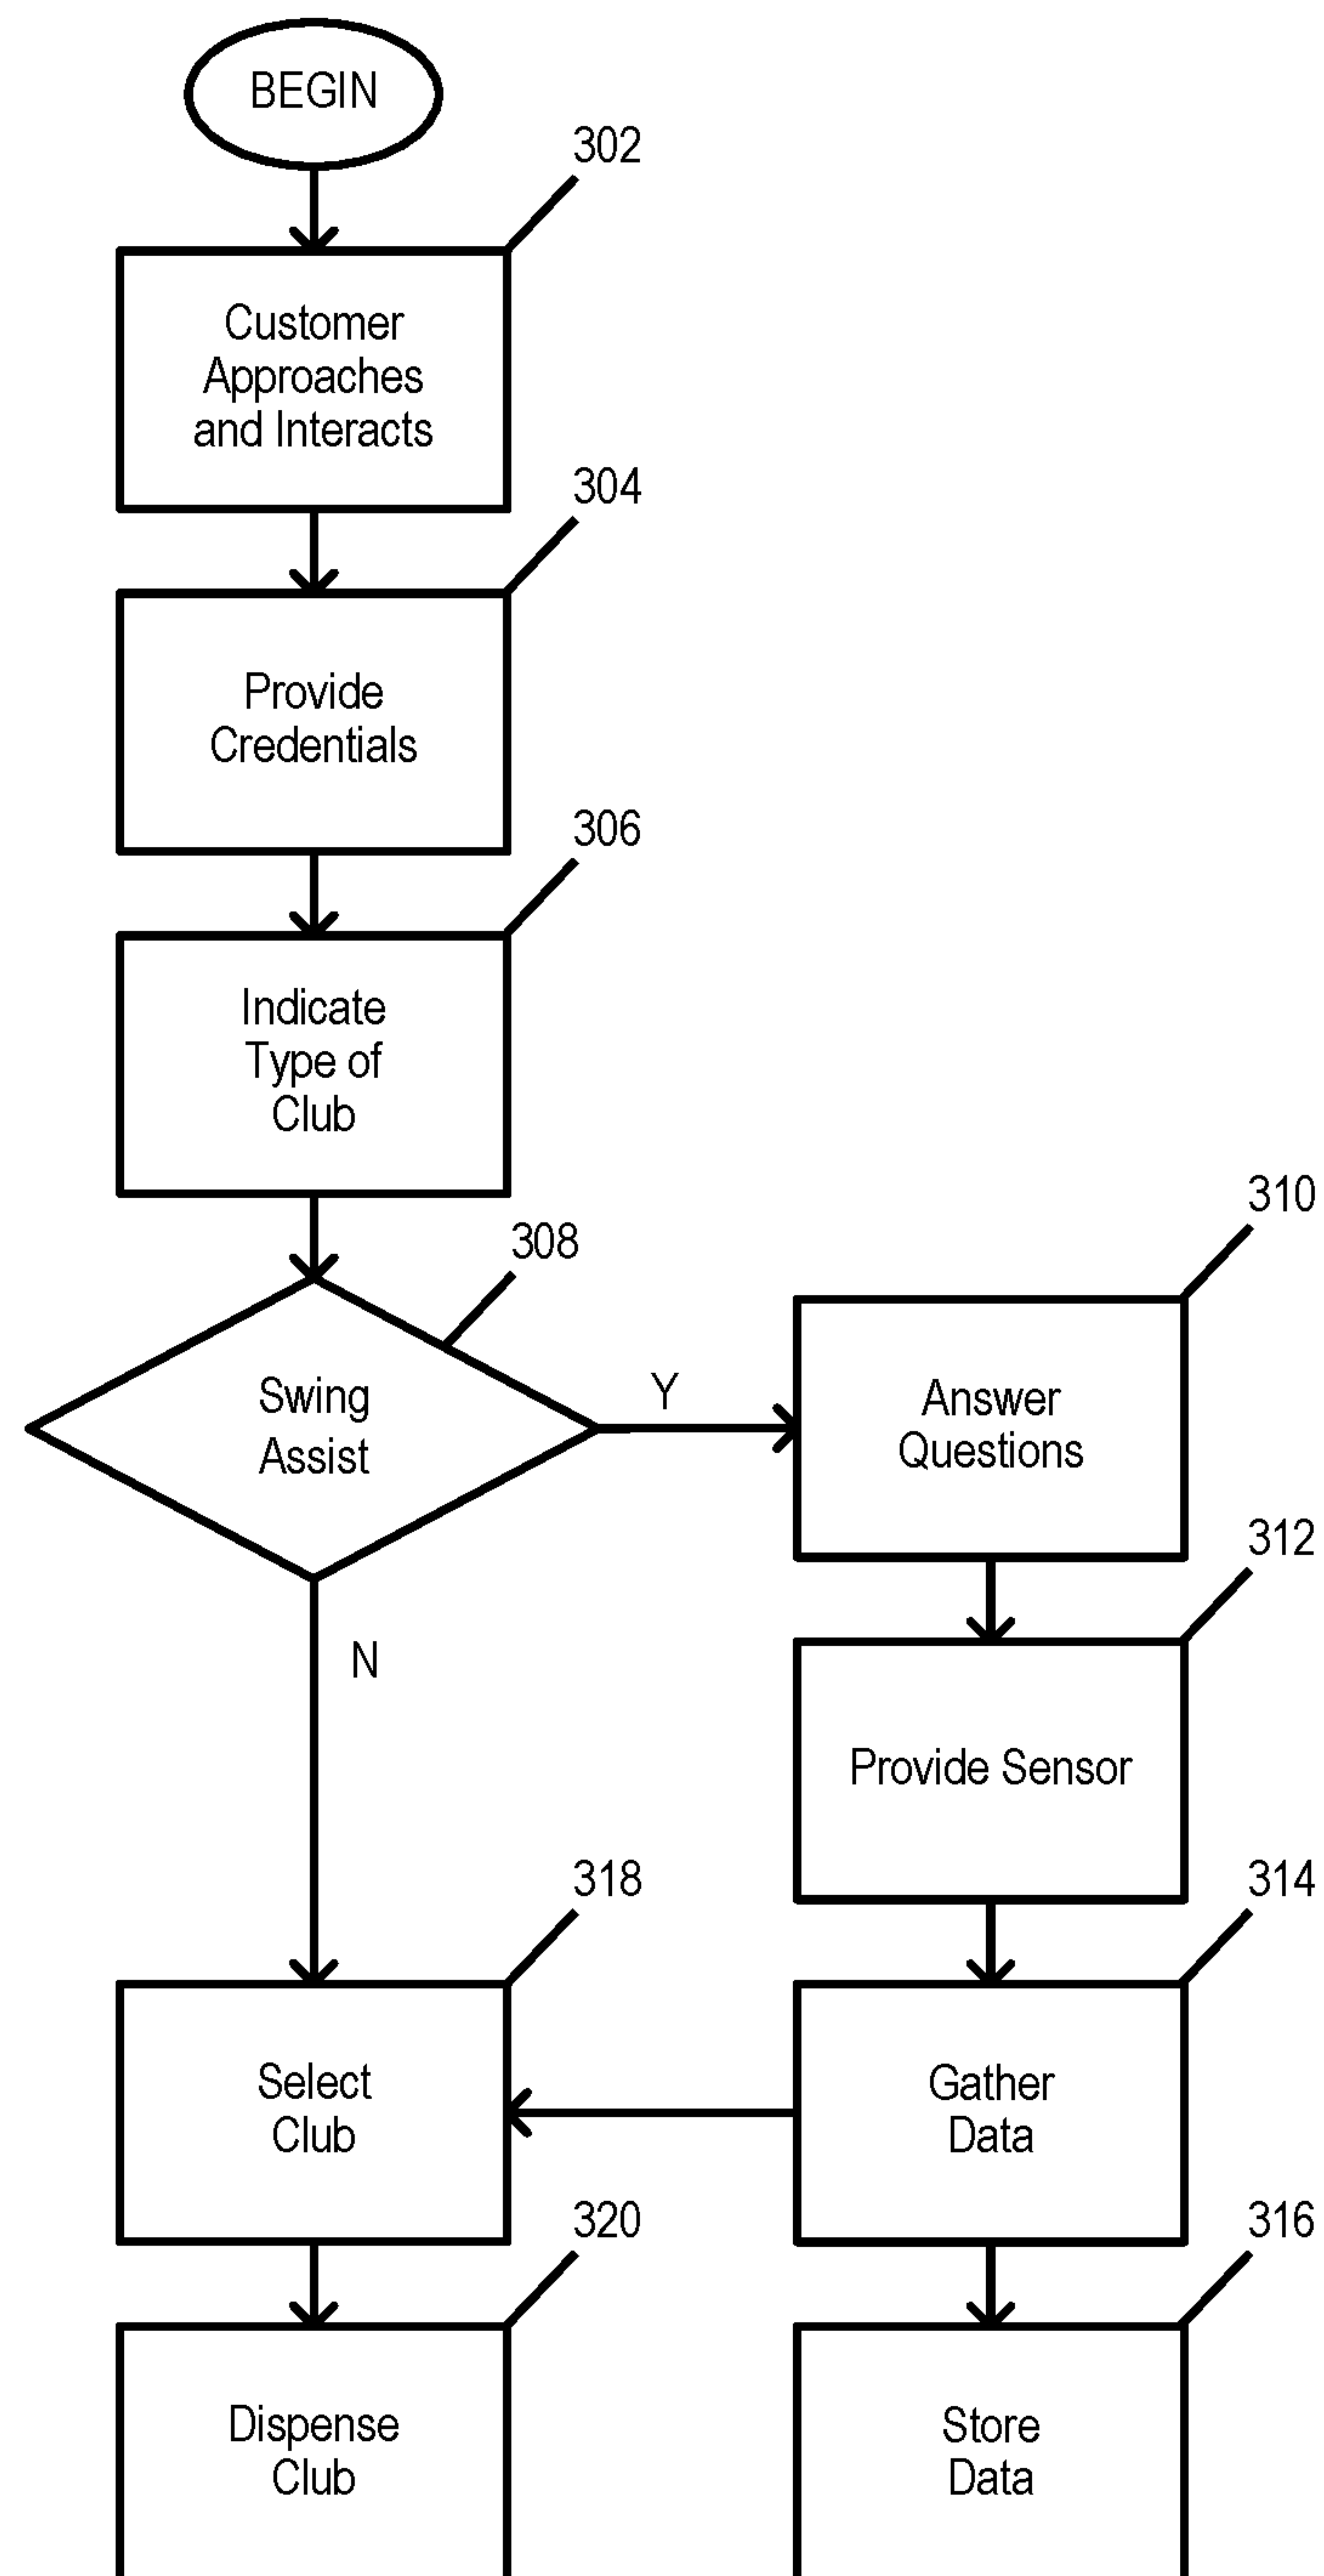 BEGIN
302
Customer
Approaches
and Interacts
304
Provide
Credentials
306
Indicate
Type of
Club
308
Swing
Assist
Y
N
310
Answer
Questions
312
Provide Sensor
318
Select
Club
314
Gather
Data
320
Dispense
Club
316
Store
Data